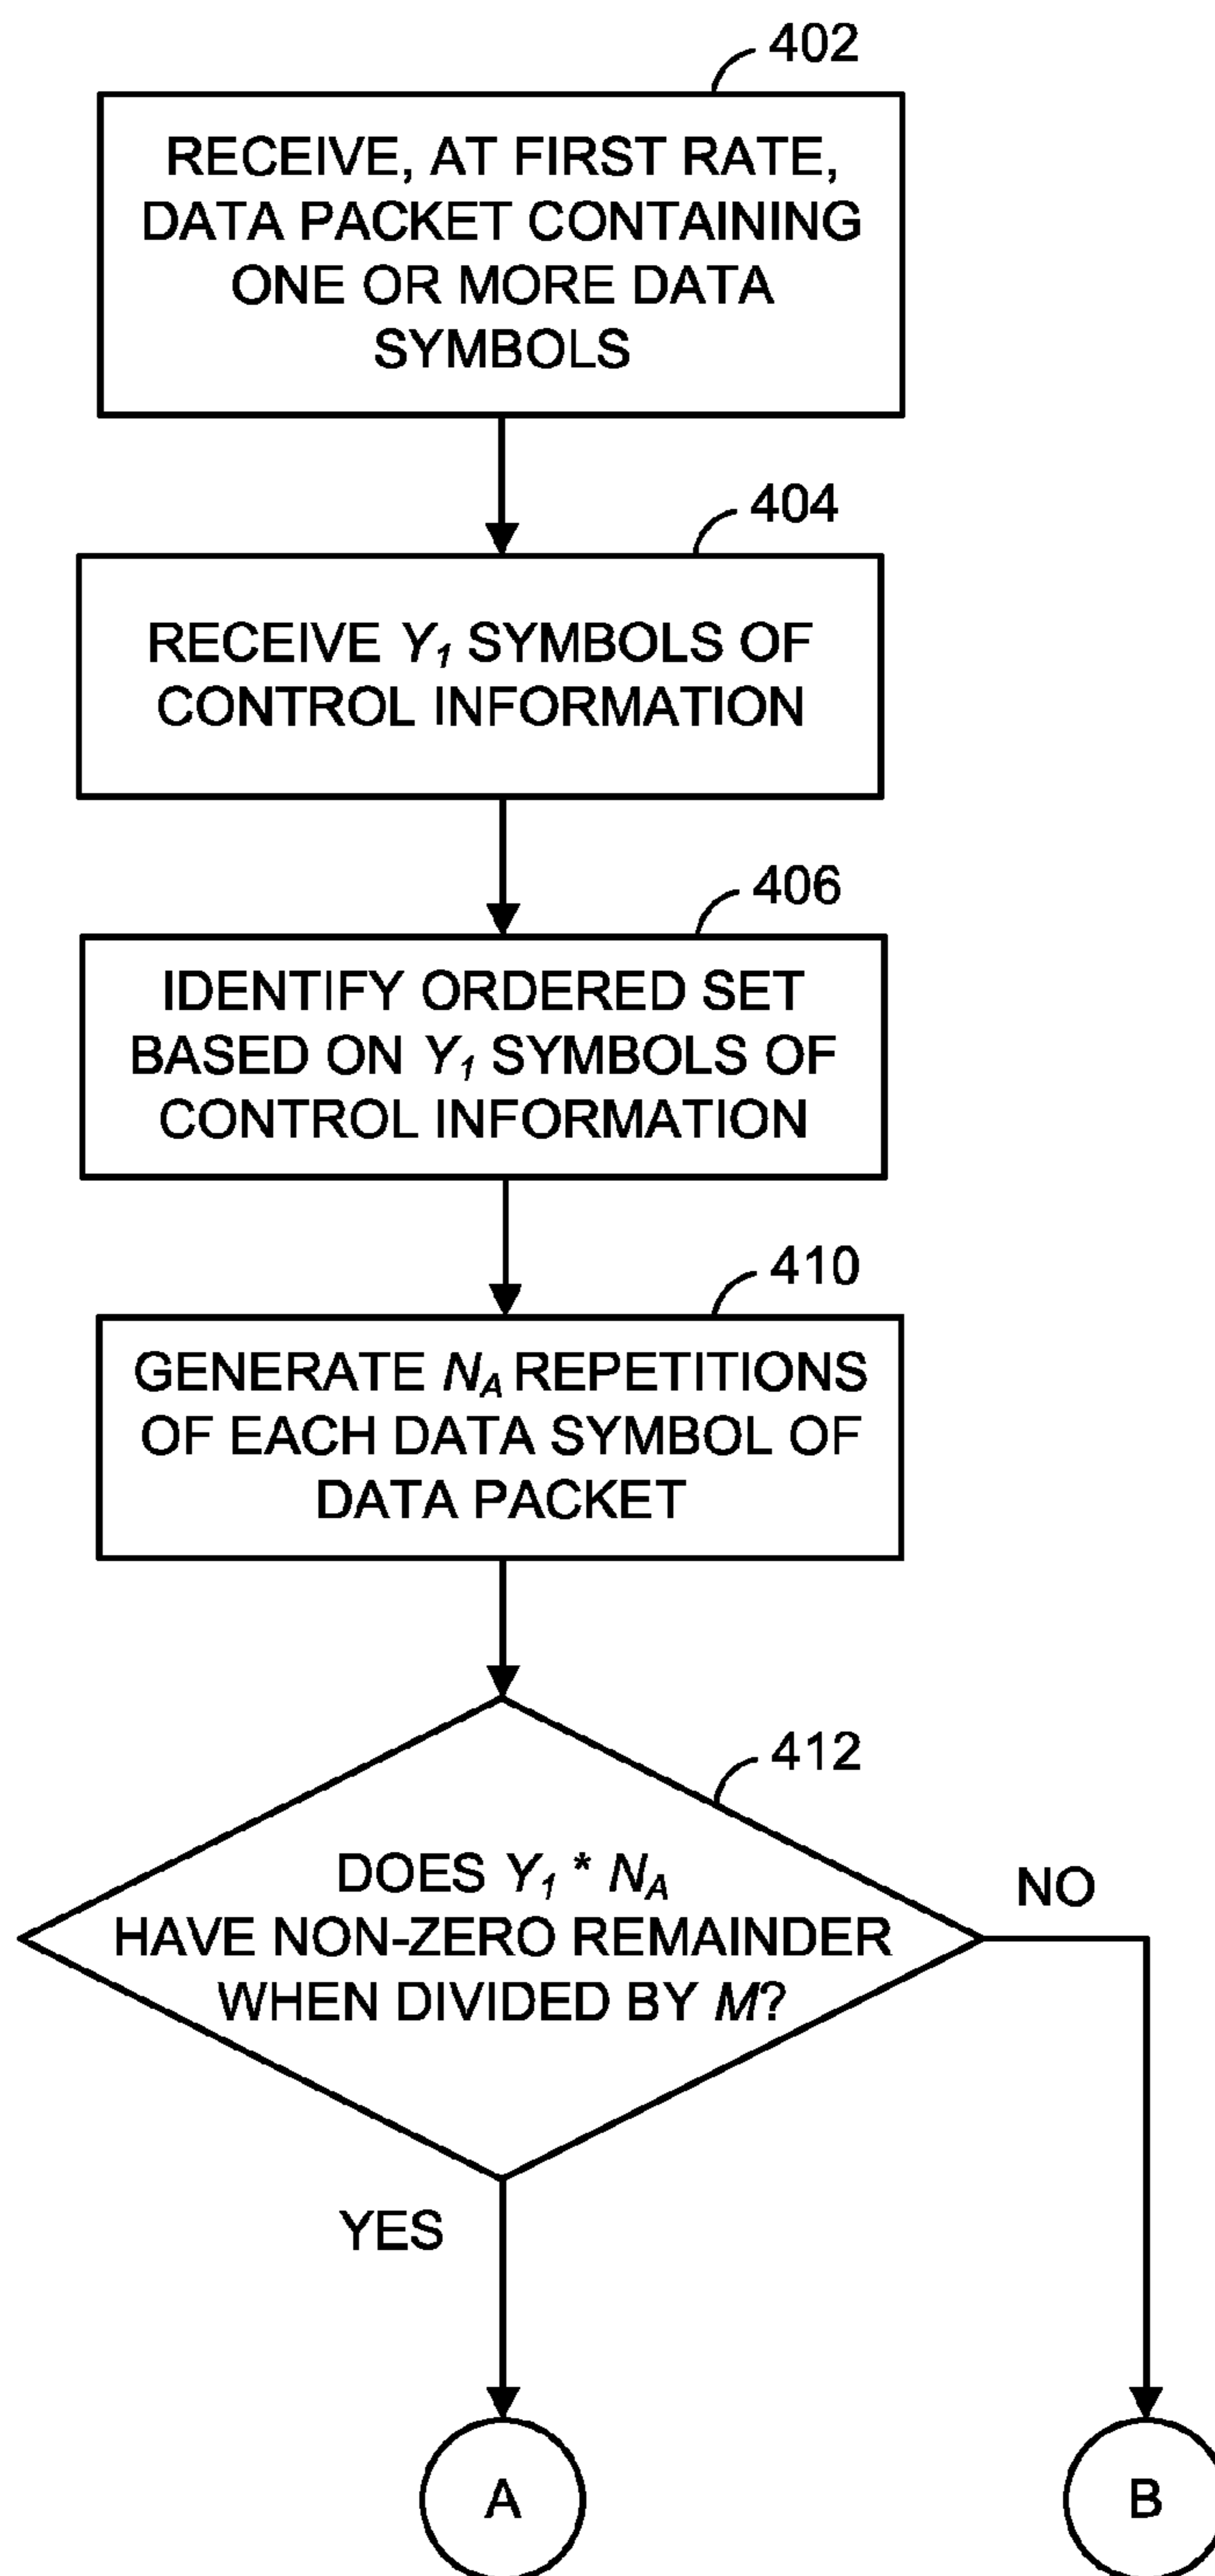 402
RECEIVE, AT FIRST RATE,
DATA PACKET CONTAINING
ONE OR MORE DATA
SYMBOLS
404
RECEIVE Y1 SYMBOLS OF
CONTROL INFORMATION
406
IDENTIFY ORDERED SET
BASED ON Y1 SYMBOLS OF
CONTROL INFORMATION
410
GENERATE NA REPETITIONS
OF EACH DATA SYMBOL OF
DATA PACKET
412
DOES Y1 * NA
HAVE NON-ZERO REMAINDER
WHEN DIVIDED BY M?
NO
YES
A
B